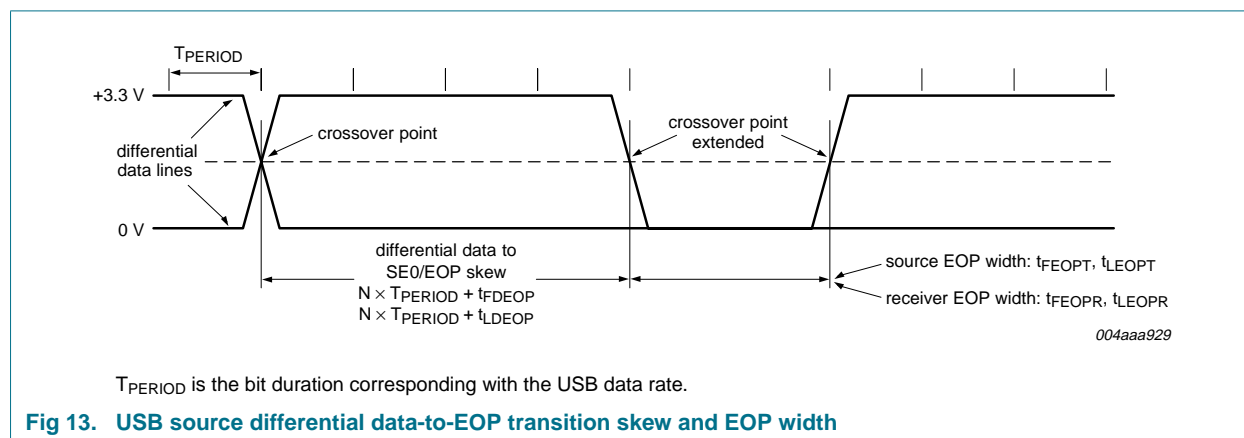 TPERIOD
+3.3 V
crossover point
crossover point
extended
differential
data lines
0 V
differential data to
SE0/EOP skew
N × TPERIOD + tFDEOP
N × TPERIOD + tLDEOP
source EOP width: tFEOPT, tLEOPT
receiver EOP width: tFEOPR, tLEOPR
004aaa929
TPERIOD is the bit duration corresponding with the USB data rate.
Fig 13. USB source differential data-to-EOP transition skew and EOP width